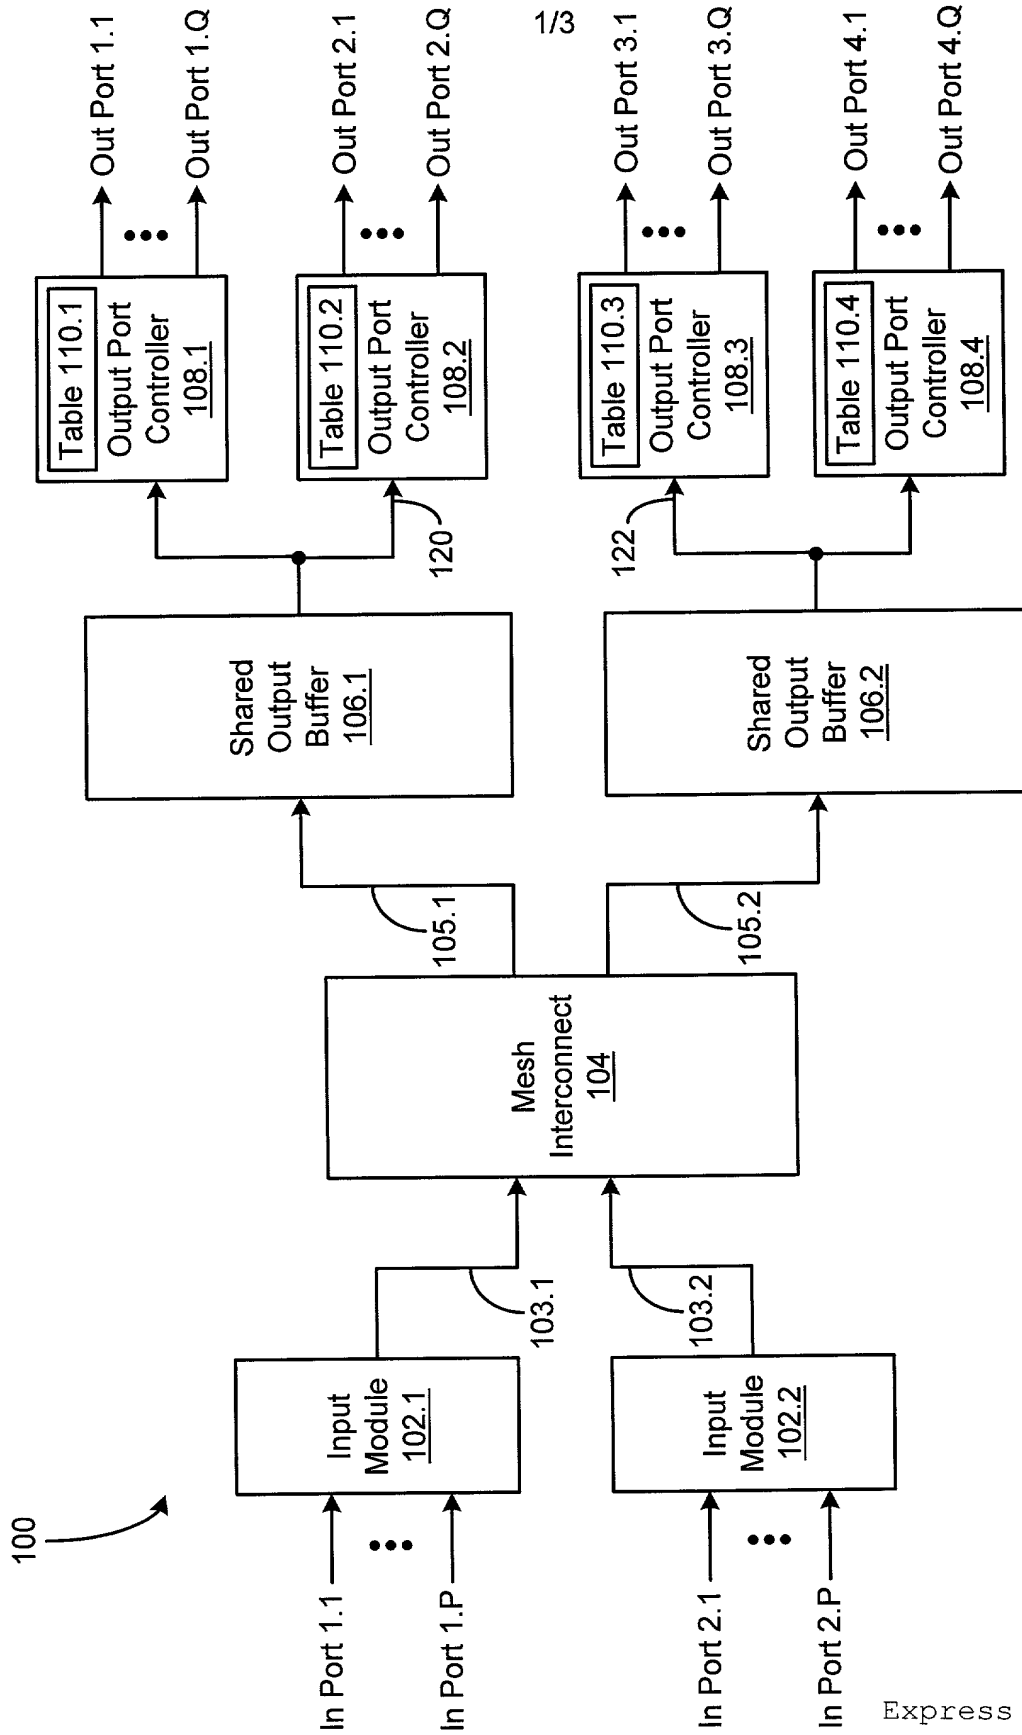 1/3
100
In Port 1.1
In Port 1.P
In Port 2.1
In Port 2.P
Input
Module
102.1
Input
Module
102.2
103.1
103.2
Mesh
Interconnect
104
105.1
105.2
Shared
Output
Buffer
106.1
Shared
Output
Buffer
106.2
120
122
Table 110.1
Output Port
Controller
108.1
Table 110.2
Output Port
Controller
108.2
Table 110.3
Output Port
Controller
108.3
Table 110.4
Output Port
Controller
108.4
Out Port 1.1
Out Port 1.Q
Out Port 2.1
Out Port 2.Q
Out Port 3.1
Out Port 3.Q
Out Port 4.1
Out Port 4.Q
Express